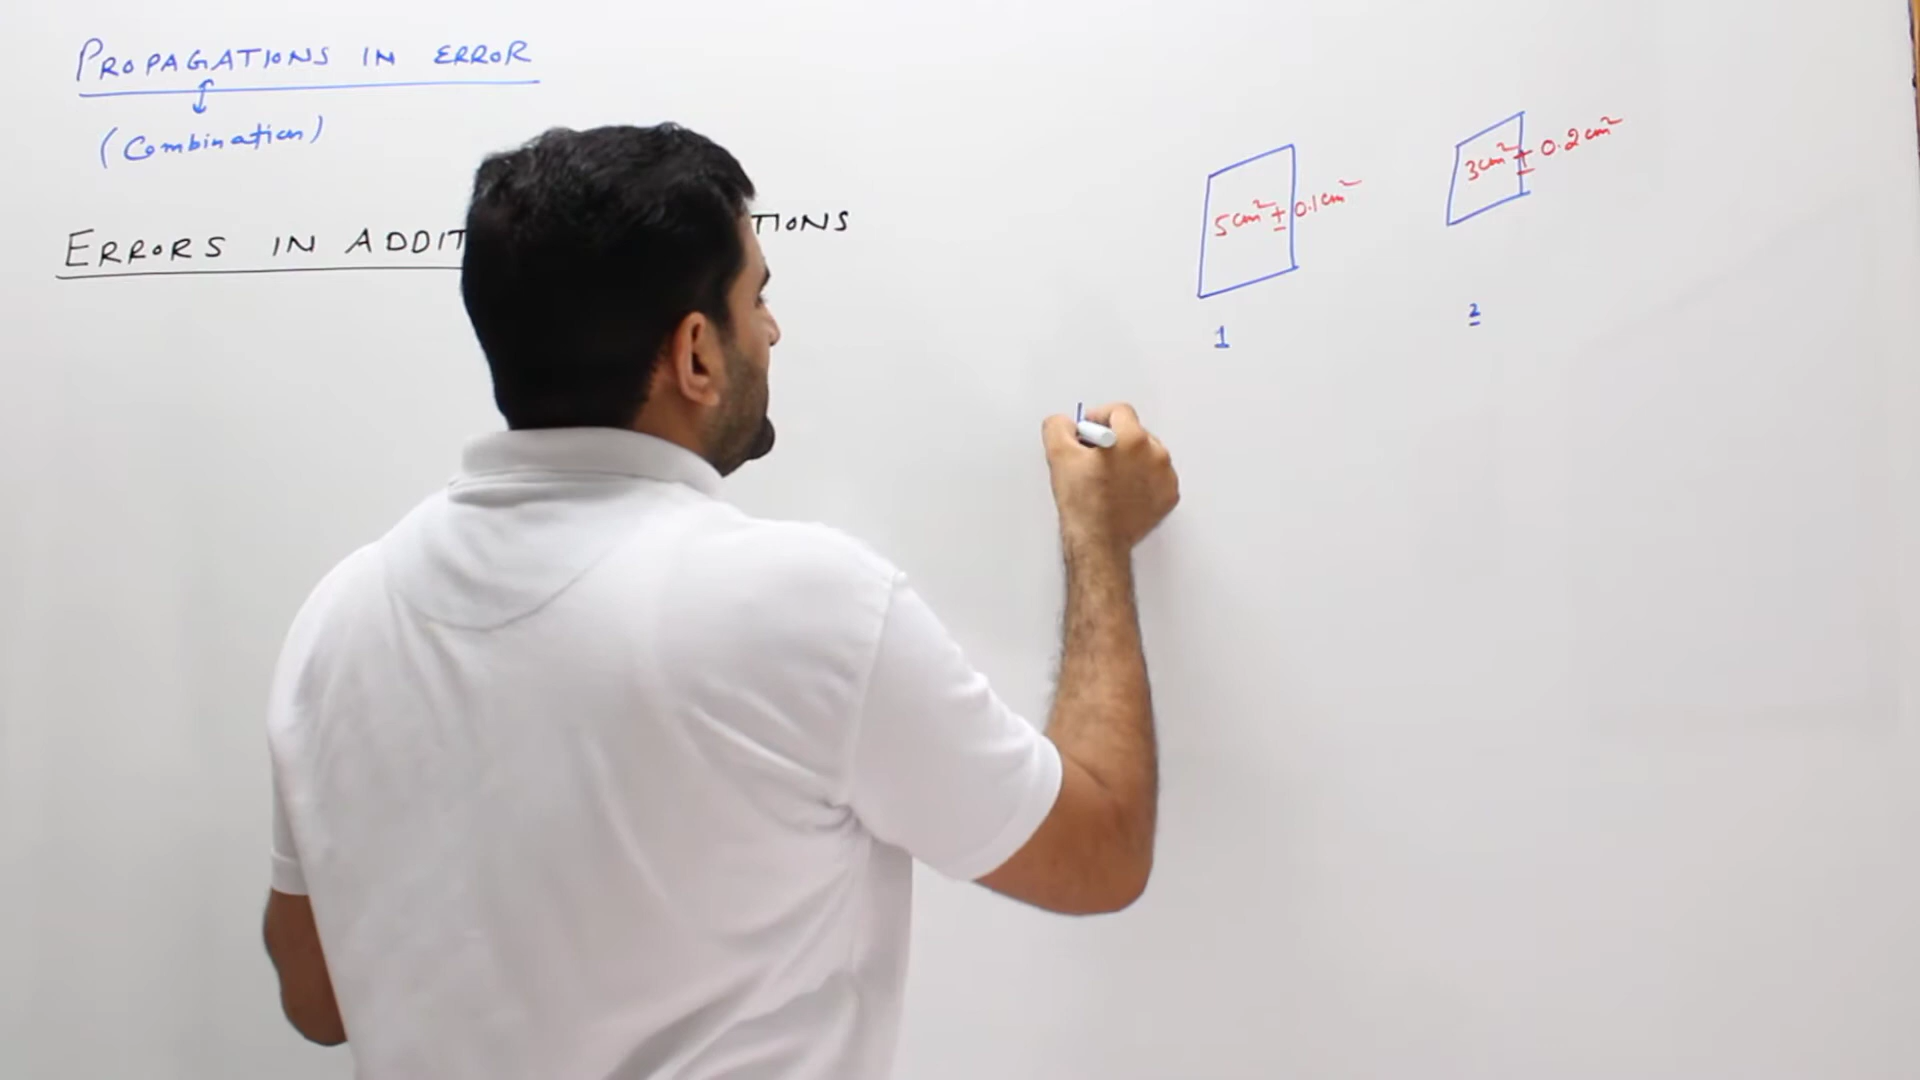 PROPAGATIONS IN ERROR
(Combination)
ERRORS IN ADDIT TIONS
5cm² ± 0.1cm²
3cm² ± 0.2cm²
1
2